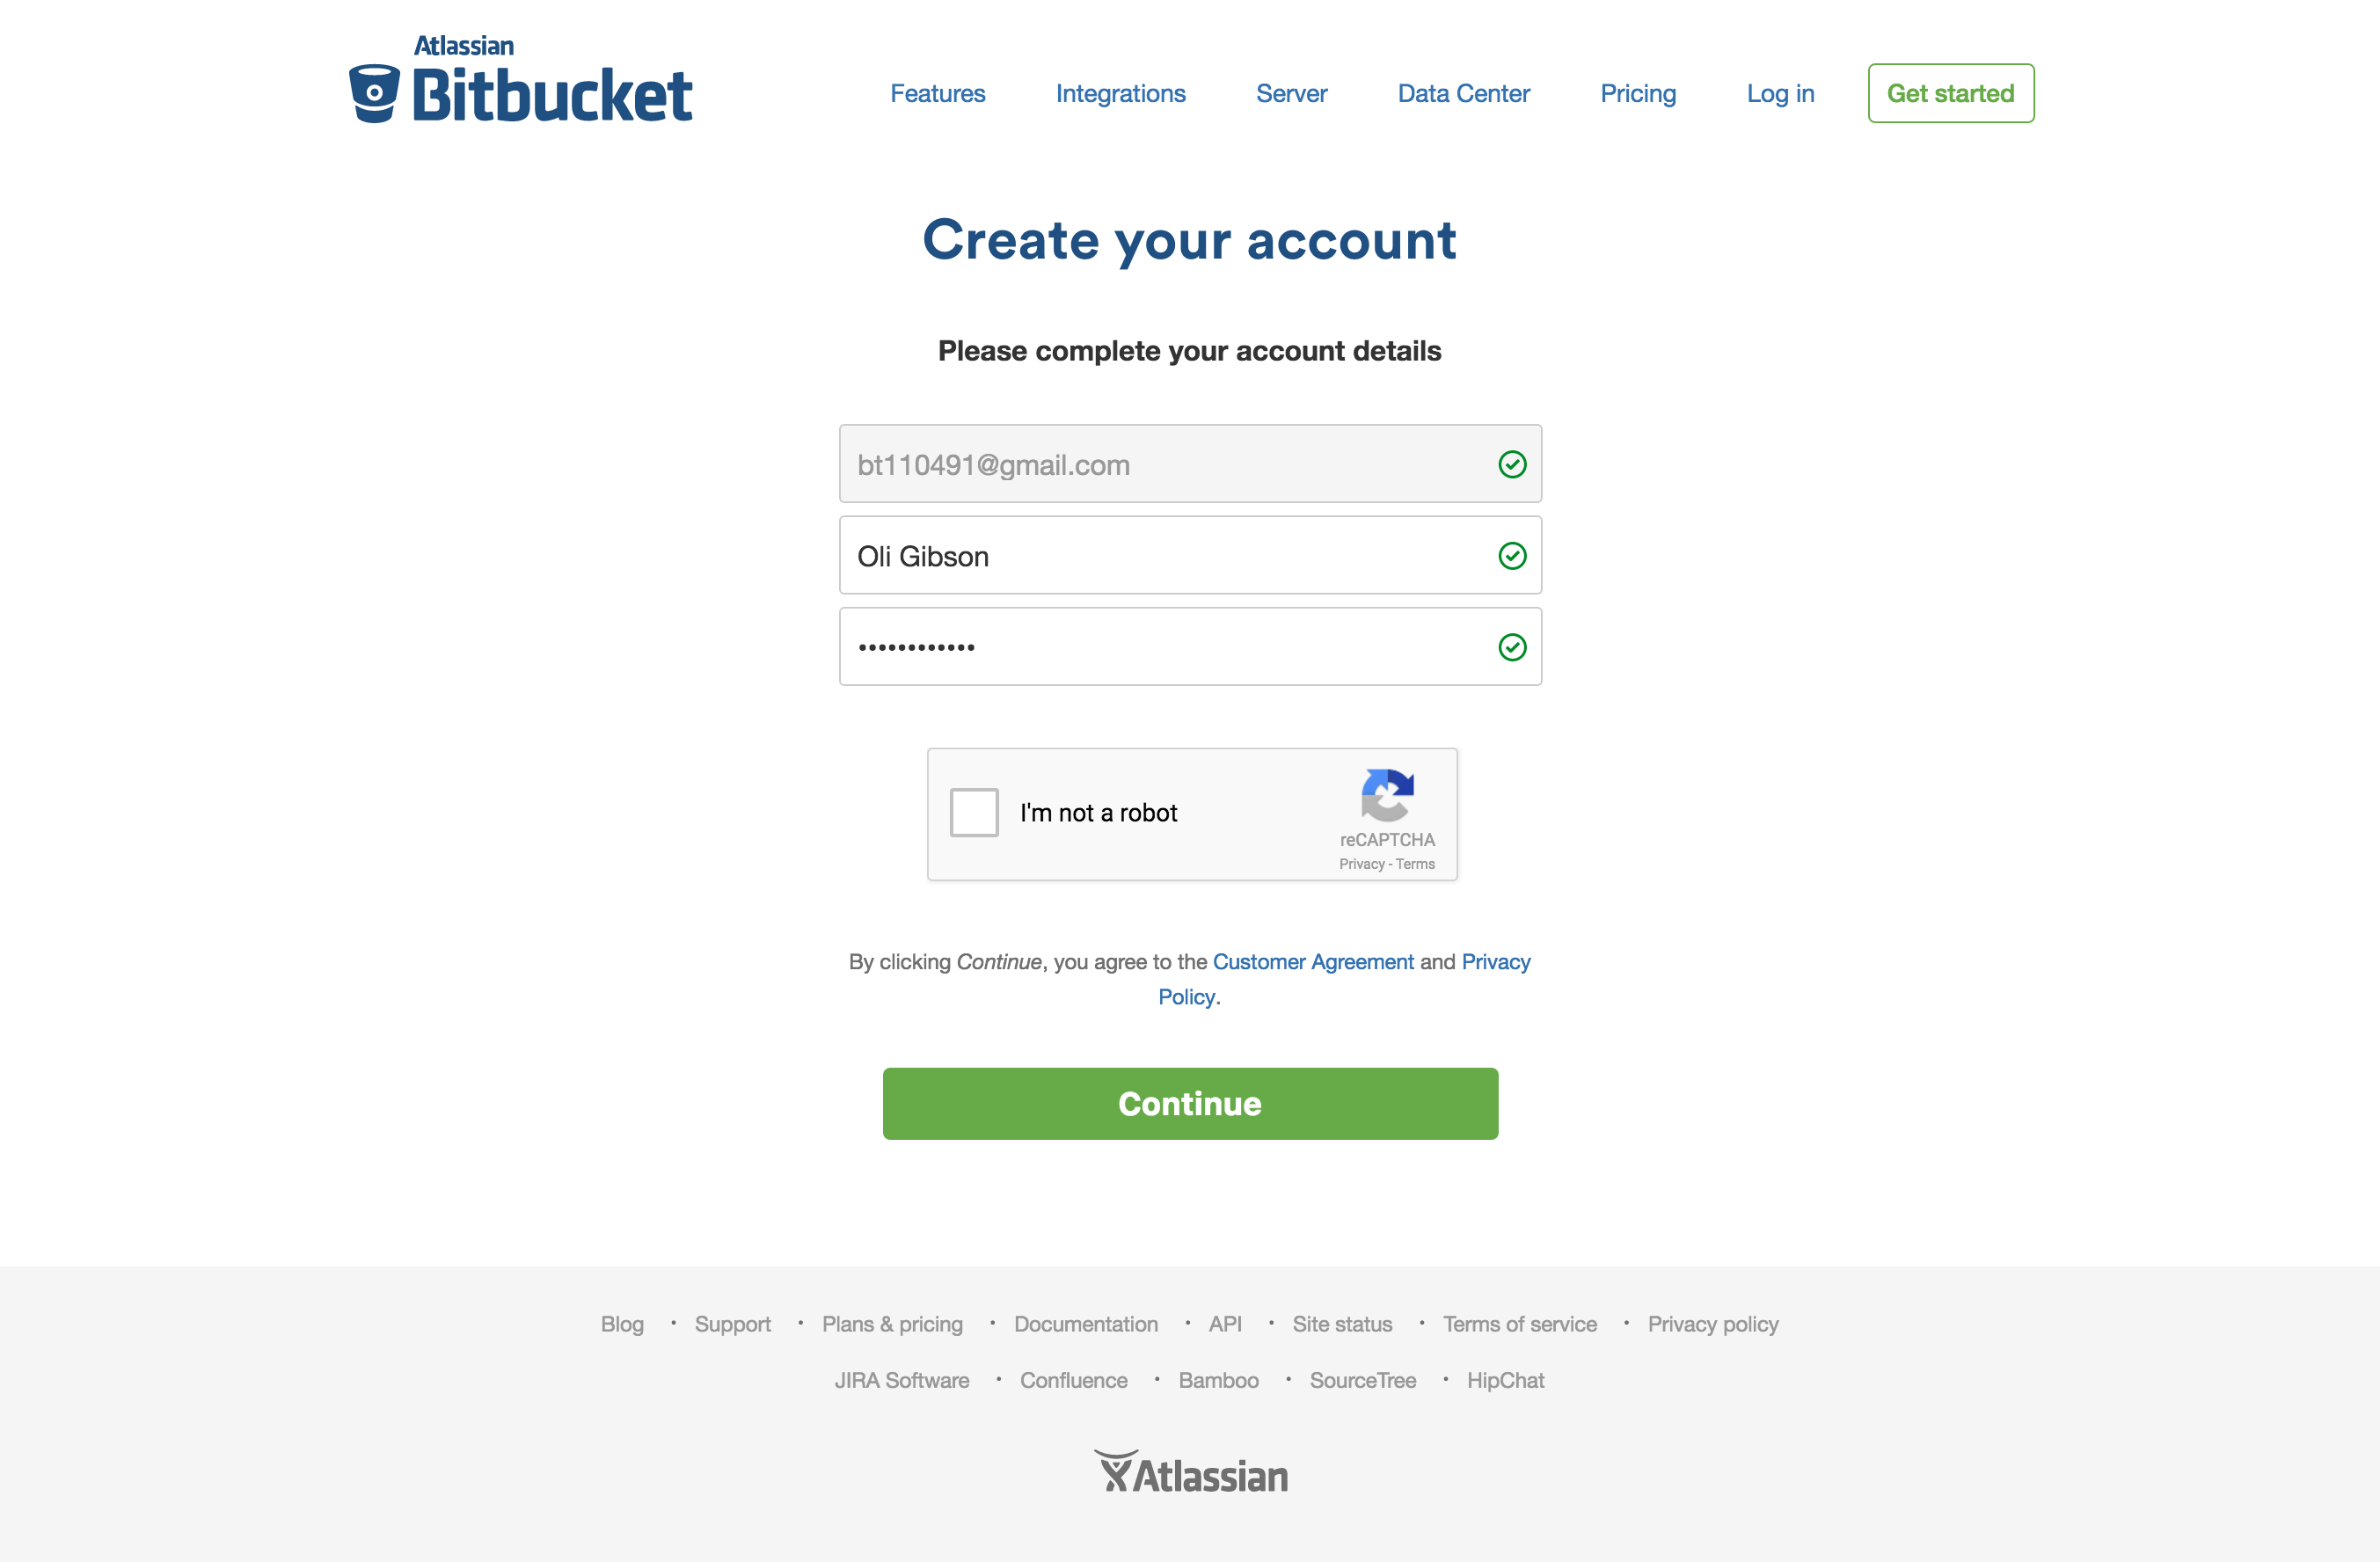 Atlassian
Bitbucket
Features Integrations Server Data Center Pricing Log in Get started
Create your account
Please complete your account details
bt110491@gmail.com
Oli Gibson
••••••••••••
I'm not a robot
reCAPTCHA
Privacy - Terms
By clicking Continue, you agree to the Customer Agreement and Privacy
Policy.
Continue
Blog • Support • Plans & pricing • Documentation • API • Site status • Terms of service • Privacy policy
JIRA Software • Confluence • Bamboo • SourceTree • HipChat
Atlassian